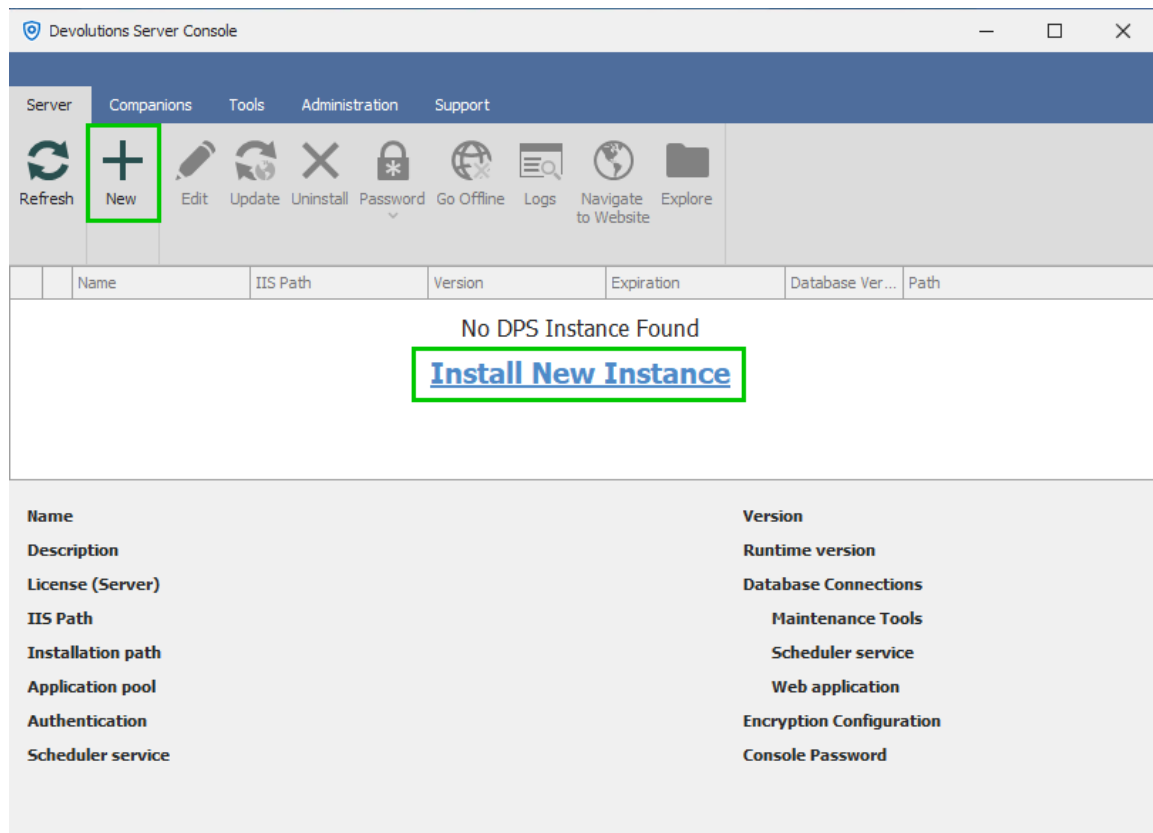 Devolutions Server Console
Server Companions Tools Administration Support
Refresh New Edit Update Uninstall Password Go Offline Logs Navigate to Website Explore
Name IIS Path Version Expiration Database Ver... Path
No DPS Instance Found
Install New Instance
Name Version
Description Runtime version
License (Server) Database Connections
IIS Path Maintenance Tools
Installation path Scheduler service
Application pool Web application
Authentication Encryption Configuration
Scheduler service Console Password